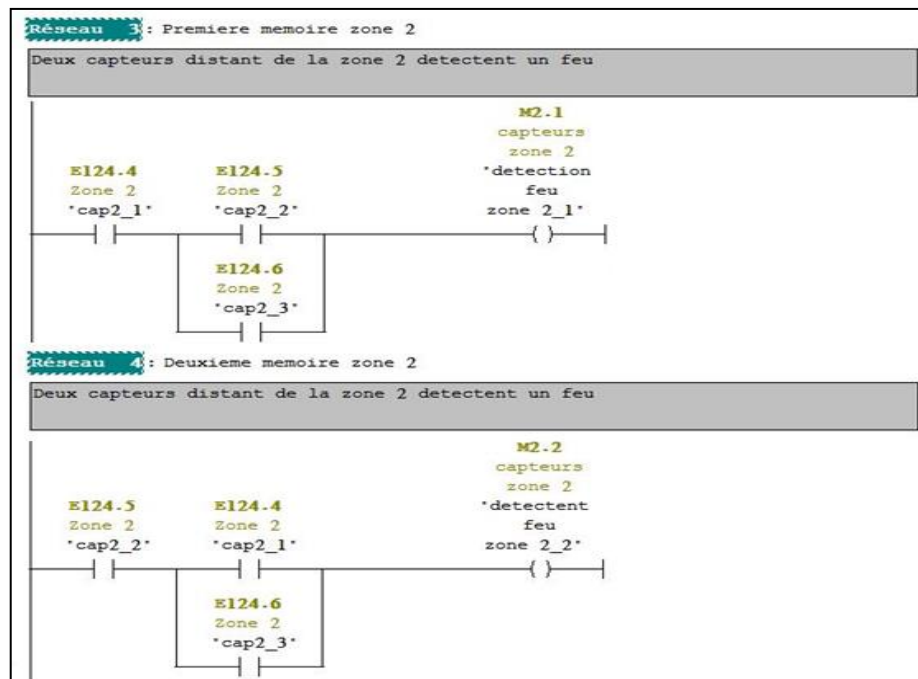 Réseau 3 : Premiere memoire zone 2
Deux capteurs distant de la zone 2 detectent un feu
M2.1
capteurs
zone 2
"detection
feu
zone 2_1"
E124.4
Zone 2
"cap2_1"
E124.5
Zone 2
"cap2_2"
E124.6
Zone 2
"cap2_3"
Réseau 4 : Deuxieme memoire zone 2
Deux capteurs distant de la zone 2 detectent un feu
M2.2
capteurs
zone 2
"detectent
feu
zone 2_2"
E124.5
Zone 2
"cap2_2"
E124.4
Zone 2
"cap2_1"
E124.6
Zone 2
"cap2_3"